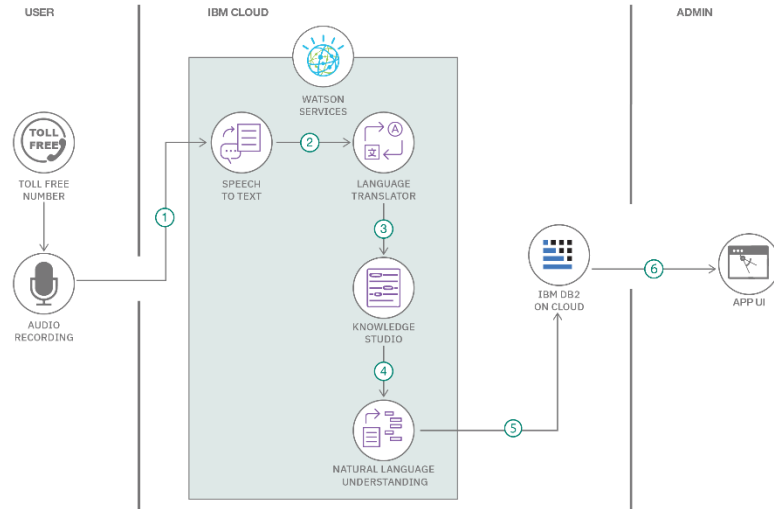 USER
IBM CLOUD
ADMIN
WATSON
SERVICES
TOLL
FREE
TOLL FREE
NUMBER
1
SPEECH
TO TEXT
2
A
文
LANGUAGE
TRANSLATOR
3
AUDIO
RECORDING
KNOWLEDGE
STUDIO
IBM DB2
ON CLOUD
6
APP UI
4
NATURAL LANGUAGE
UNDERSTANDING
5